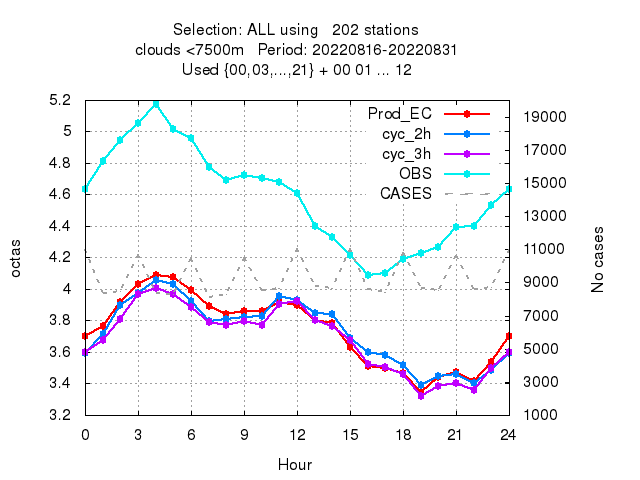 Selection: ALL using 202 stations
clouds <7500m Period: 20220816-20220831
Used {00,03,...,21} + 00 01 ... 12
5.2
5
4.8
4.6
4.4
4.2
4
3.8
3.6
3.4
3.2
octas
Prod_EC
cyc_2h
cyc_3h
OBS
CASES
19000
17000
15000
13000
11000
9000
7000
5000
3000
1000
No cases
0 3 6 9 12 15 18 21 24
Hour